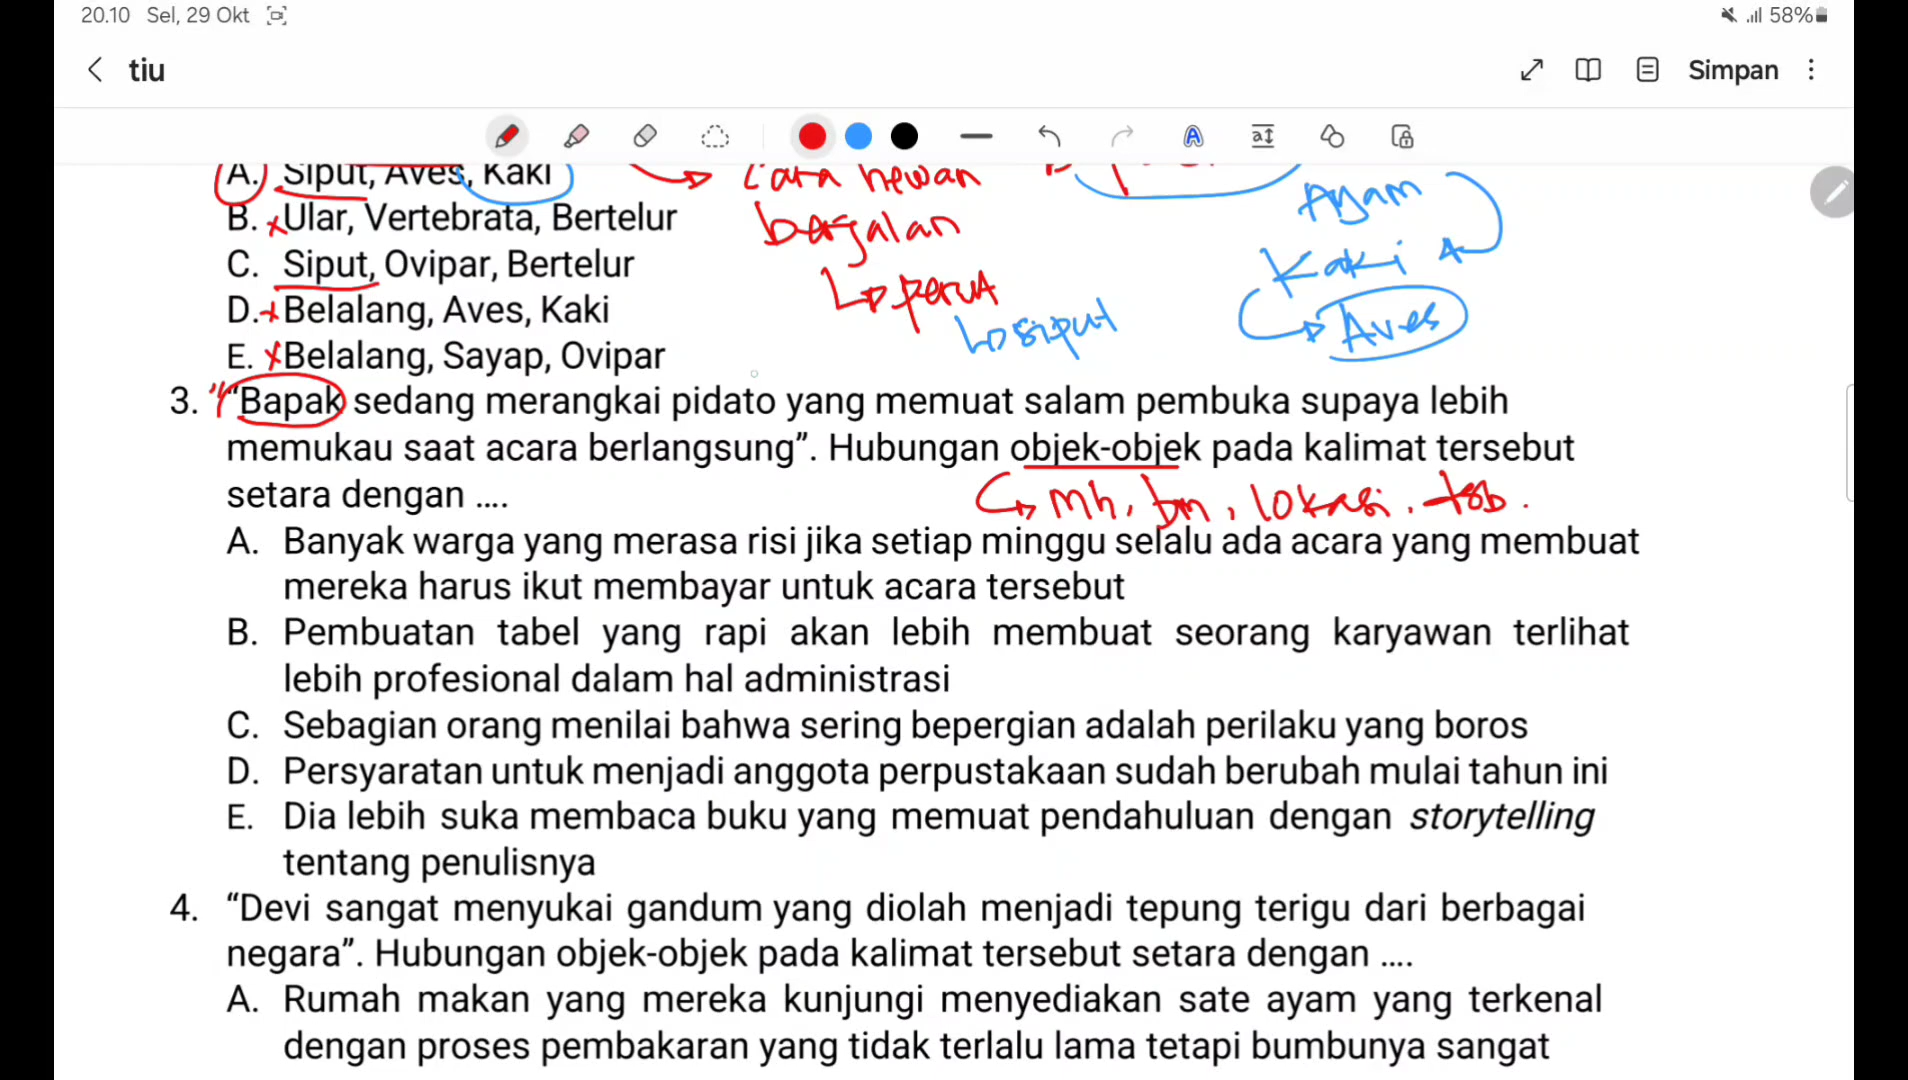 20.10 Sel, 29 Okt
58%
tiu
Simpan
A. Siput, Aves, Kaki
Cara hewan
berjalan
perut
siput
Ayam
Kaki
Aves
B. Ular, Vertebrata, Bertelur
C. Siput, Ovipar, Bertelur
D. Belalang, Aves, Kaki
E. Belalang, Sayap, Ovipar
3. “Bapak sedang merangkai pidato yang memuat salam pembuka supaya lebih
memukau saat acara berlangsung”. Hubungan objek-objek pada kalimat tersebut
setara dengan ....
mh, bn, lokasi. tsb.
A. Banyak warga yang merasa risi jika setiap minggu selalu ada acara yang membuat
mereka harus ikut membayar untuk acara tersebut
B. Pembuatan tabel yang rapi akan lebih membuat seorang karyawan terlihat
lebih profesional dalam hal administrasi
C. Sebagian orang menilai bahwa sering bepergian adalah perilaku yang boros
D. Persyaratan untuk menjadi anggota perpustakaan sudah berubah mulai tahun ini
E. Dia lebih suka membaca buku yang memuat pendahuluan dengan storytelling
tentang penulisnya
4. “Devi sangat menyukai gandum yang diolah menjadi tepung terigu dari berbagai
negara”. Hubungan objek-objek pada kalimat tersebut setara dengan ....
A. Rumah makan yang mereka kunjungi menyediakan sate ayam yang terkenal
dengan proses pembakaran yang tidak terlalu lama tetapi bumbunya sangat